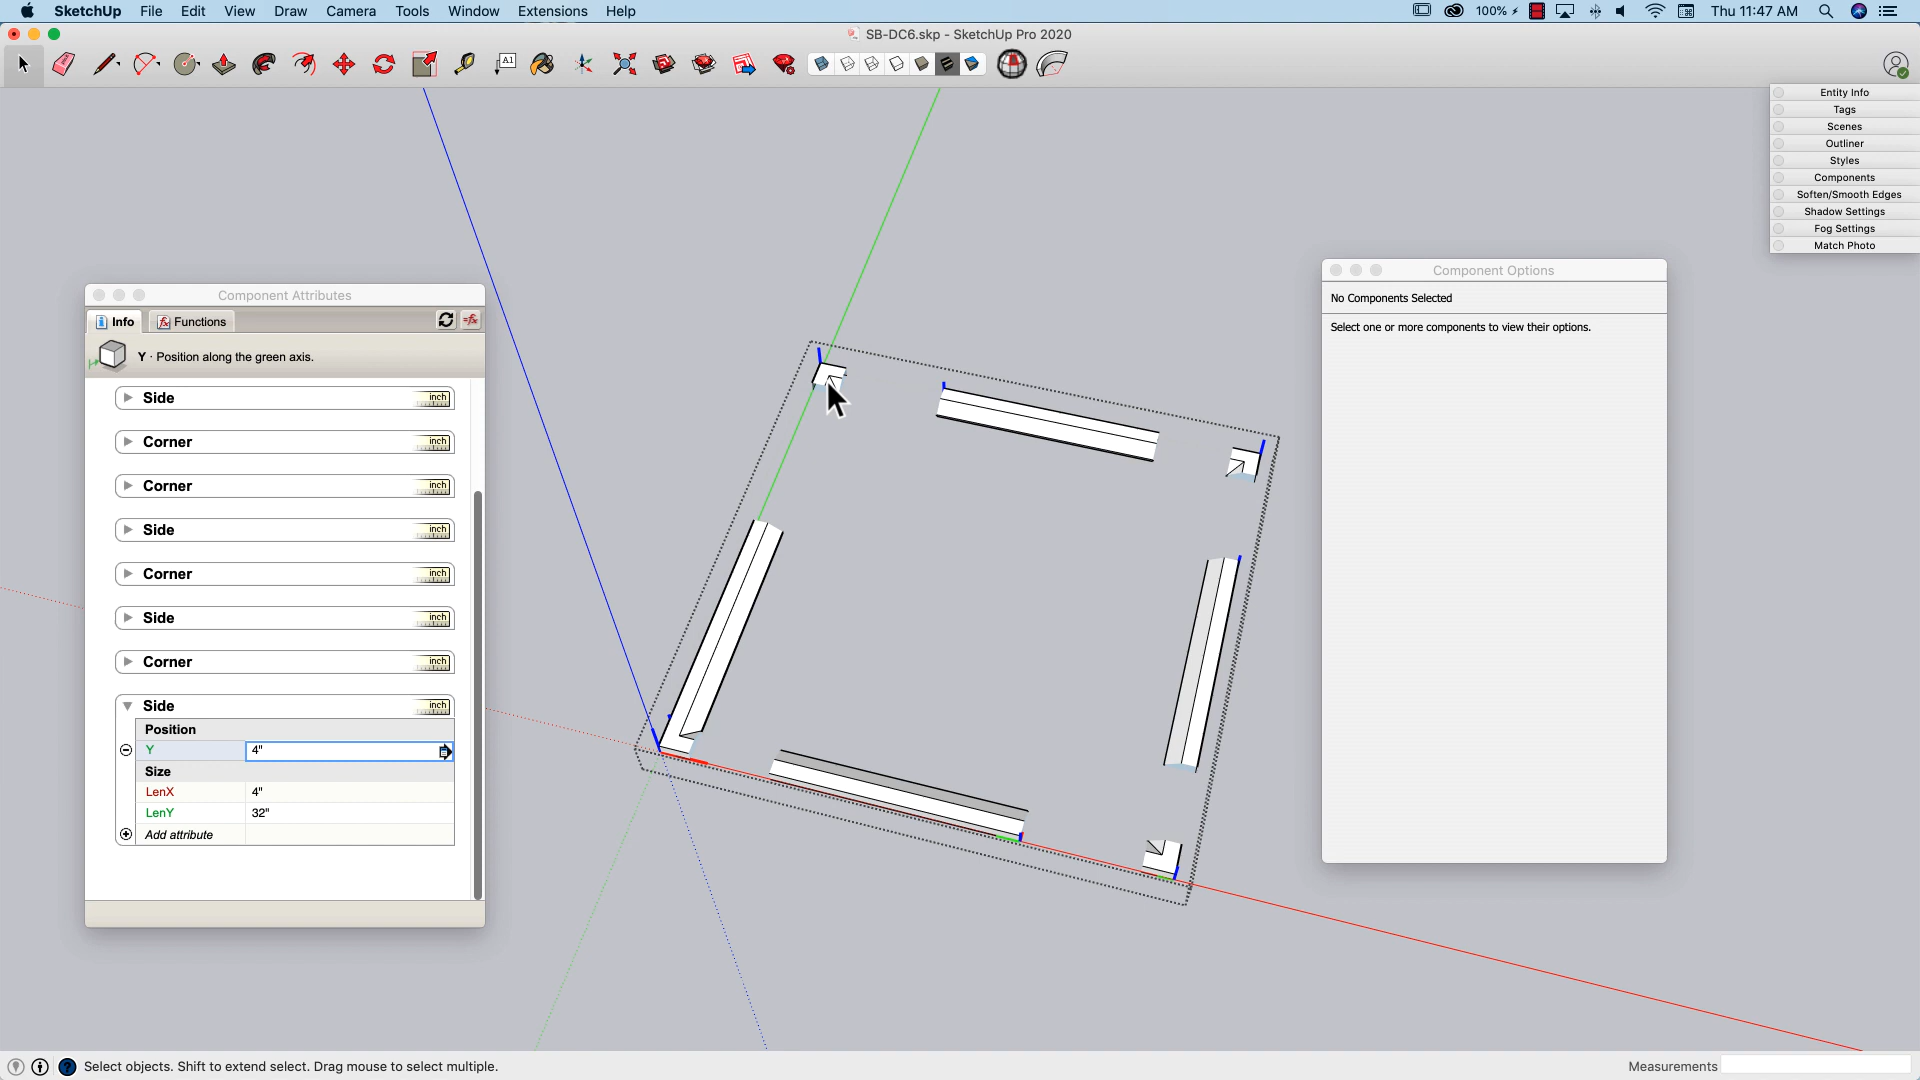 SketchUp File Edit View Draw Camera Tools Window Extensions Help
100% Thu 11:47 AM
SB-DC6.skp - SketchUp Pro 2020
A1
Entity Info
Tags
Scenes
Outliner
Styles
Components
Soften/Smooth Edges
Shadow Settings
Fog Settings
Match Photo
Component Attributes
Info Functions
=fx
Y · Position along the green axis.
Side inch
Corner inch
Corner inch
Side inch
Corner inch
Side inch
Corner inch
Side inch
Position
Y 4"
Size
LenX 4"
LenY 32"
Add attribute
Component Options
No Components Selected
Select one or more components to view their options.
Select objects. Shift to extend select. Drag mouse to select multiple.
Measurements